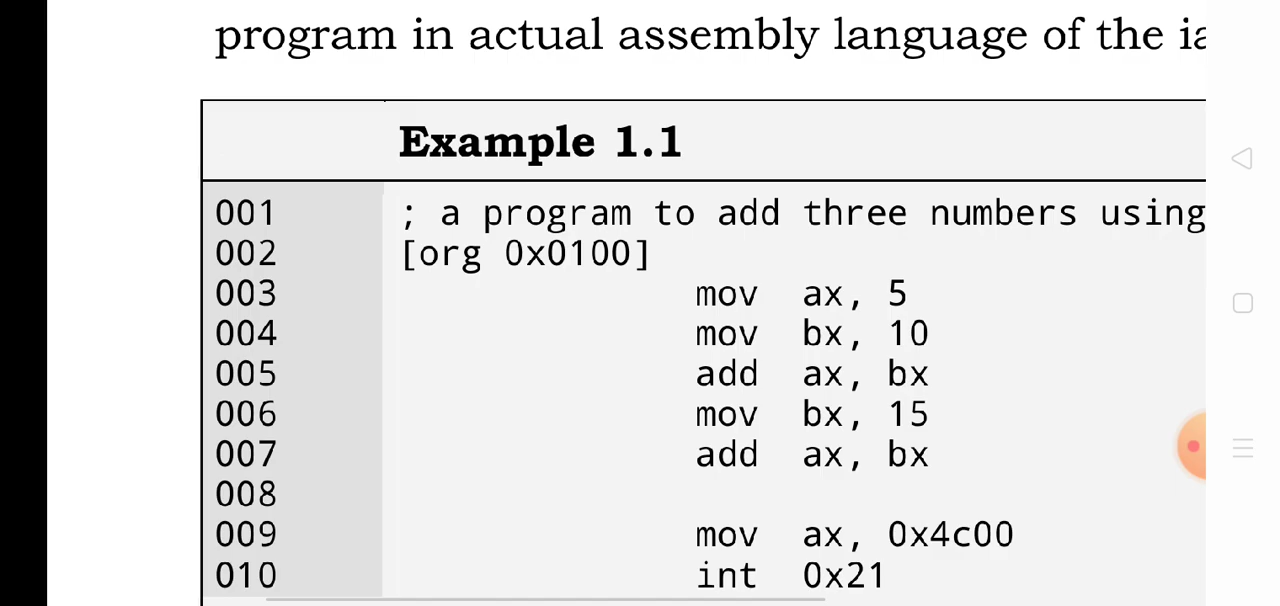 program in actual assembly language of the
Example 1.1
001 ; a program to add three numbers using
002 [org 0x0100]
003 mov ax, 5
004 mov bx, 10
005 add ax, bx
006 mov bx, 15
007 add ax, bx
008
009 mov ax, 0x4c00
010 int 0x21